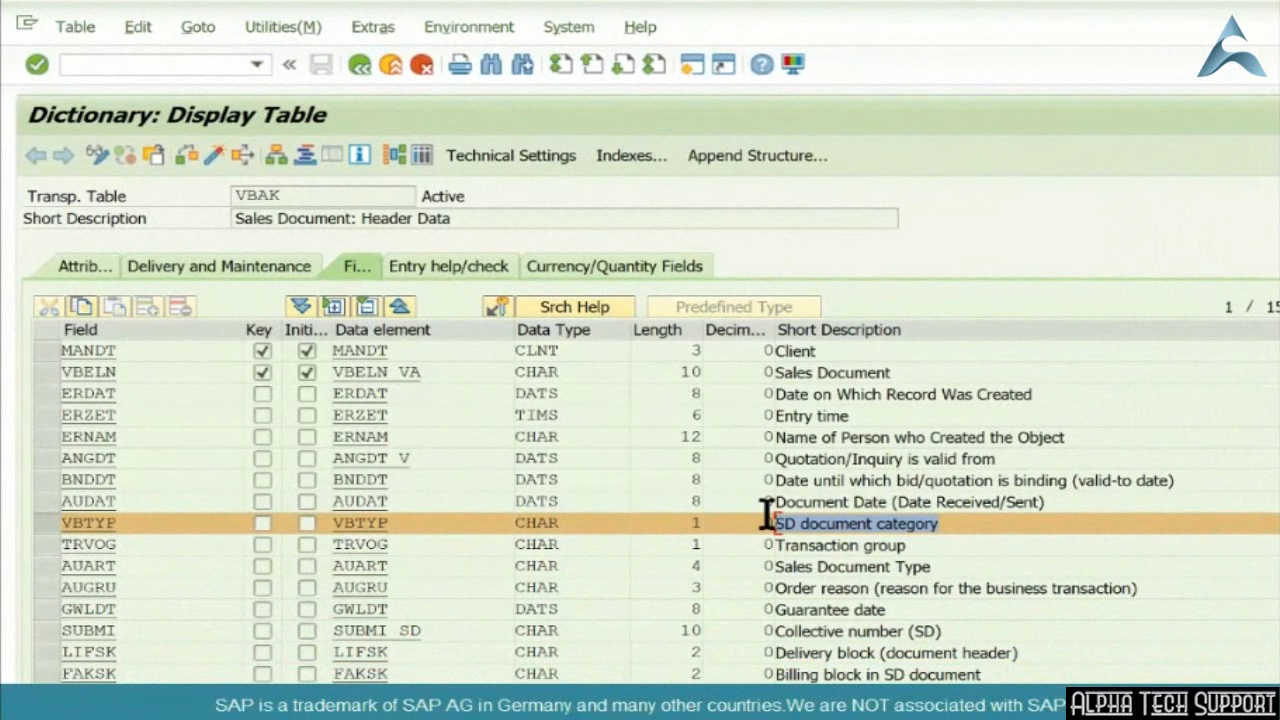 Table Edit Goto Utilities(M) Extras Environment System Help
Dictionary: Display Table
Technical Settings Indexes... Append Structure...
Transp. Table VBAK Active
Short Description Sales Document: Header Data
Attrib... Delivery and Maintenance Fi... Entry help/check Currency/Quantity Fields
Srch Help Predefined Type 1 / 15
Field Key Initi... Data element Data Type Length Decim... Short Description
MANDT MANDT CLNT 3 0 Client
VBELN VBELN VA CHAR 10 0 Sales Document
ERDAT ERDAT DATS 8 0 Date on Which Record Was Created
ERZET ERZET TIMS 6 0 Entry time
ERNAM ERNAM CHAR 12 0 Name of Person who Created the Object
ANGDT ANGDT V DATS 8 0 Quotation/Inquiry is valid from
BNDDT BNDDT DATS 8 0 Date until which bid/quotation is binding (valid-to date)
AUDAT AUDAT DATS 8 0 Document Date (Date Received/Sent)
VBTYP VBTYP CHAR 1 SD document category
TRVOG TRVOG CHAR 1 0 Transaction group
AUART AUART CHAR 4 0 Sales Document Type
AUGRU AUGRU CHAR 3 0 Order reason (reason for the business transaction)
GWLDT GWLDT DATS 8 0 Guarantee date
SUBMI SUBMI SD CHAR 10 0 Collective number (SD)
LIFSK LIFSK CHAR 2 0 Delivery block (document header)
FAKSK FAKSK CHAR 2 0 Billing block in SD document
SAP is a trademark of SAP AG in Germany and many other countries.We are NOT associated with SAP
Alpha Tech Support